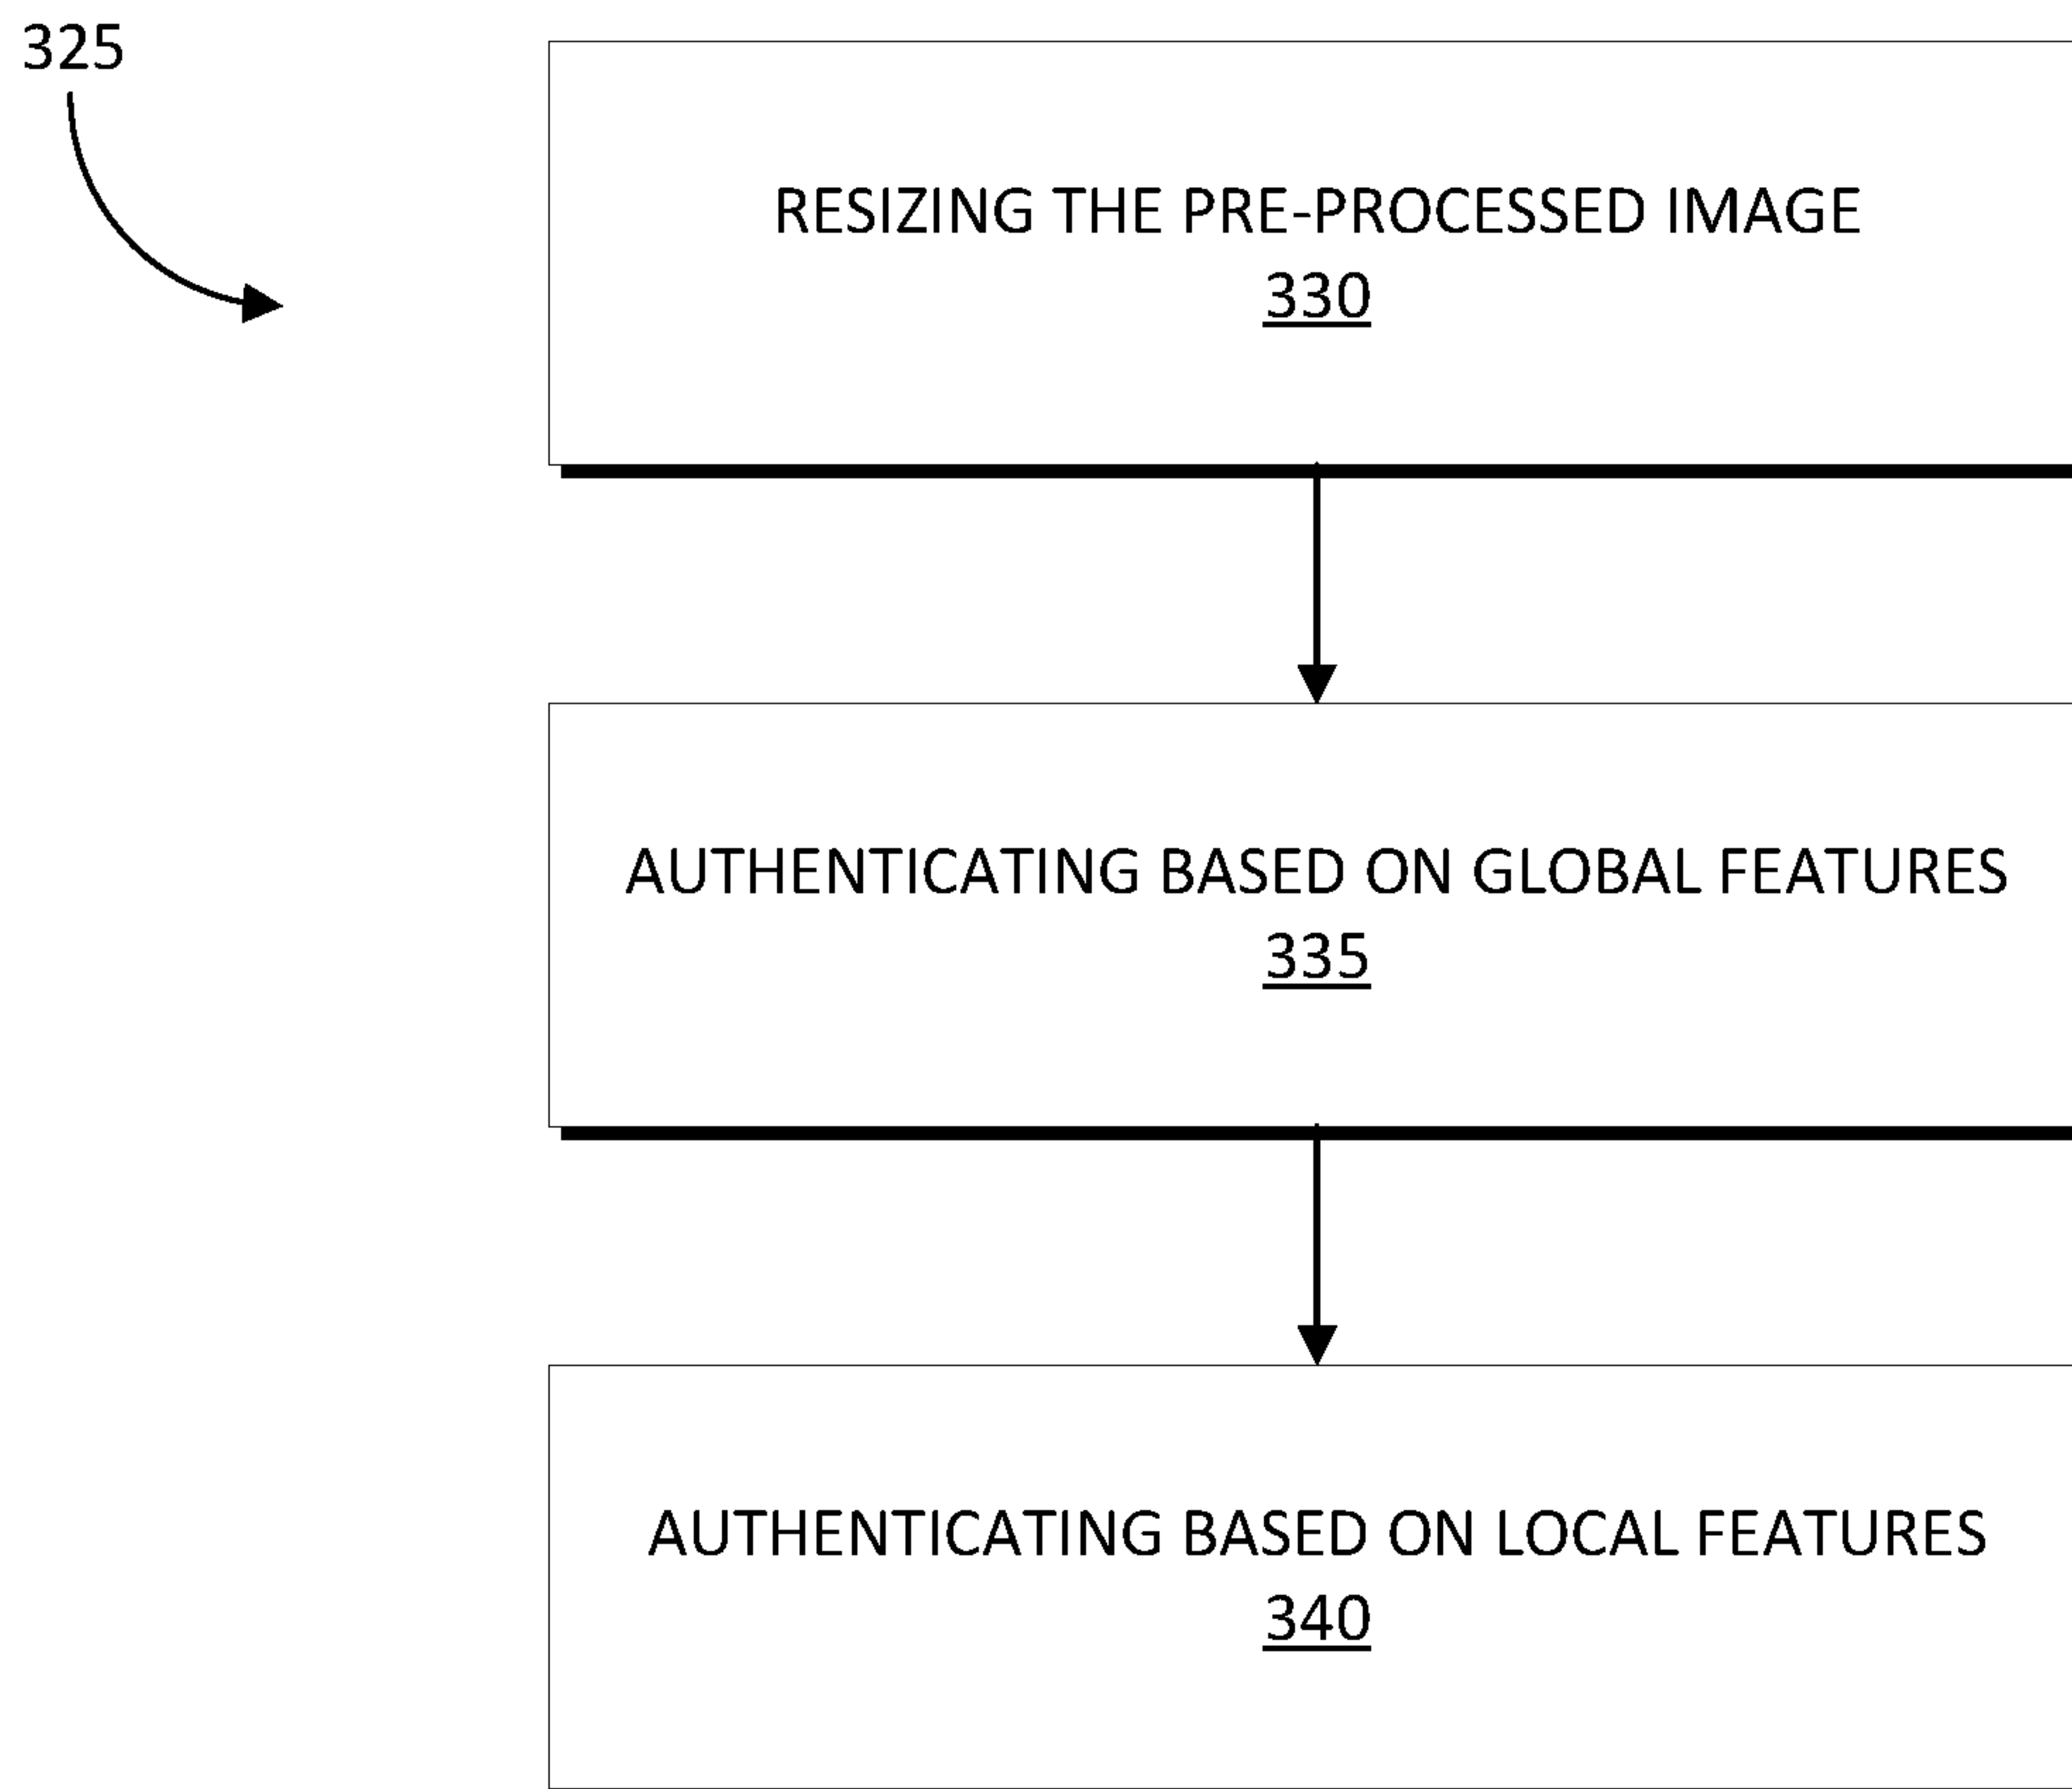 325
RESIZING THE PRE-PROCESSED IMAGE
330
AUTHENTICATING BASED ON GLOBAL FEATURES
335
AUTHENTICATING BASED ON LOCAL FEATURES
340